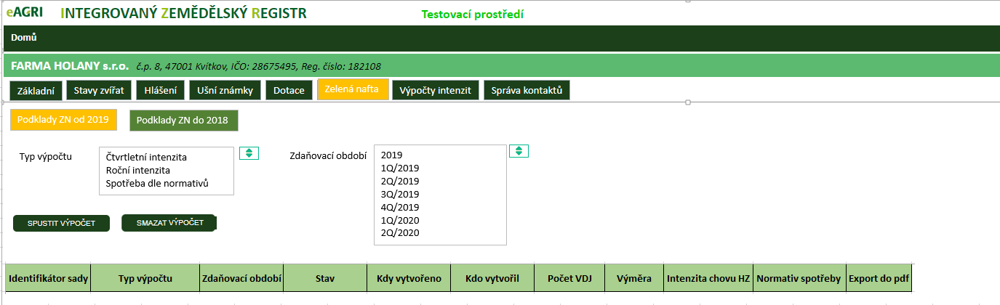 eAGRI INTEGROVANÝ ZEMĚDĚLSKÝ REGISTR Testovací prostředí
Domů
FARMA HOLANY s.r.o. č.p. 8, 47001 Kvítkov, IČO: 28675495, Reg. číslo: 182108
Základní Stavy zvířat Hlášení Ušní známky Dotace Zelená nafta Výpočty intenzit Správa kontaktů
Podklady ZN od 2019 Podklady ZN do 2018
Typ výpočtu
Čtvrtletní intenzita
Roční intenzita
Spotřeba dle normativů
Zdaňovací období
2019
1Q/2019
2Q/2019
3Q/2019
4Q/2019
1Q/2020
2Q/2020
SPUSTIT VÝPOČET SMAZAT VÝPOČET
Identifikátor sady Typ výpočtu Zdaňovací období Stav Kdy vytvořeno Kdo vytvořil Počet VDJ Výměra Intenzita chovu HZ Normativ spotřeby Export do pdf